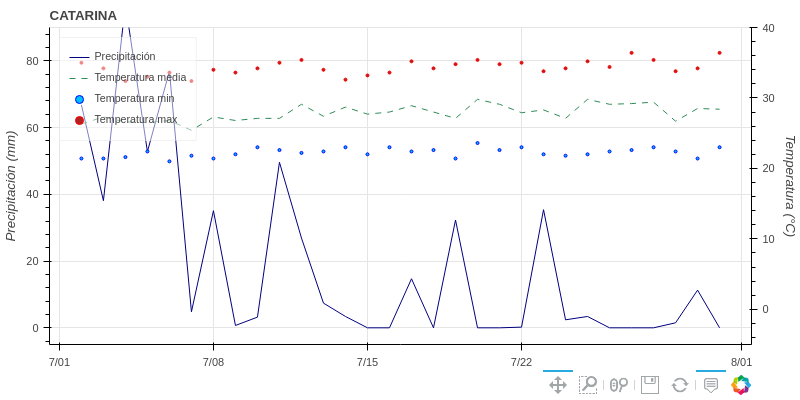 CATARINA
Precipitación
Temperatura média
Temperatura min
Temperatura max
Precipitación (mm)
80
60
40
20
0
40
30
20
10
0
Temperatura (°C)
7/01
7/08
7/15
7/22
8/01